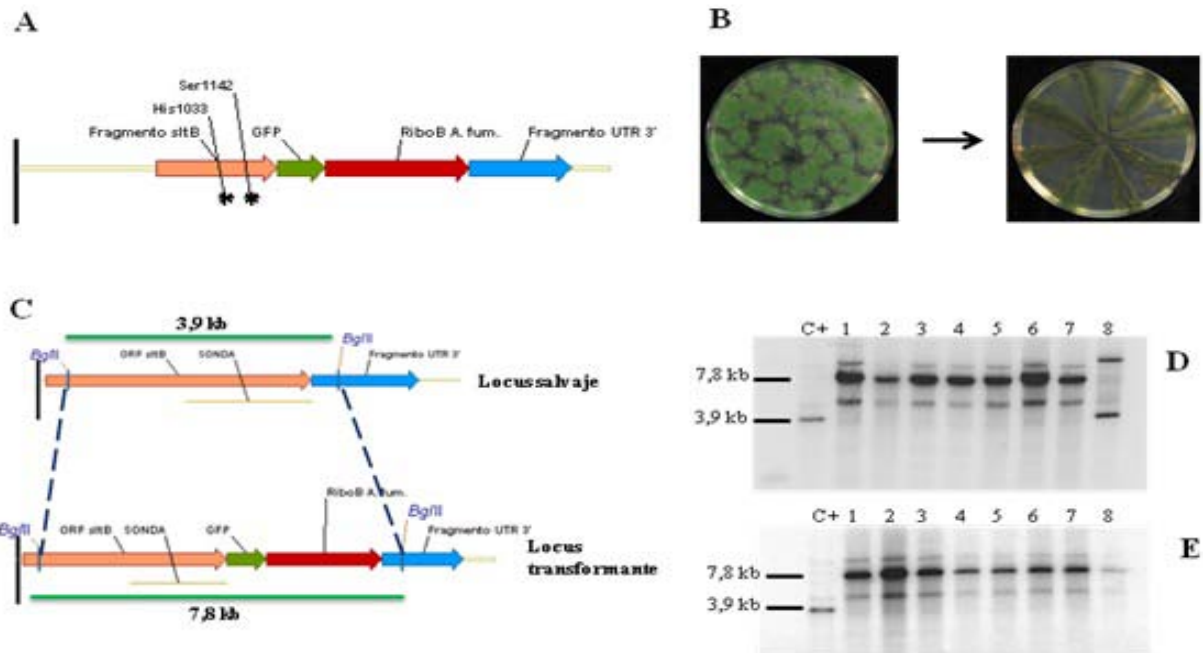 A
Ser1142
His1033
Fragmento sltB
GFP
RiboB A. fum.
Fragmento UTR 3'
B
C
3,9 kb
BglII
BglII
ORF sltB
SONDA
Fragmento UTR 3'
Locus salvaje
RiboB A. fum.
BglII
BglII
ORF sltB
SONDA
GFP
Fragmento UTR 3'
Locus
transformante
7,8 kb
C+ 1 2 3 4 5 6 7 8
D
7,8 kb
3,9 kb
C+ 1 2 3 4 5 6 7 8
E
7,8 kb
3,9 kb